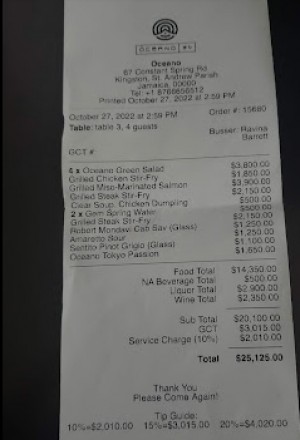 OCEANO
Oceano
67 Constant Spring Rd
Kingston, St. Andrew Parish,
Jamaica, 00000
Tel: +1 8766656512
Printed October 27, 2022 at 2:59 PM
October 27, 2022 at 2:59 PM
Order #: 15680
Table: table 3, 4 guests
Busser: Ravina
Barrett
GCT #
Oceano Green Salad $3,800.00
Grilled Chicken Stir-Fry $1,850.00
Grilled Miso-Marinated Salmon $3,900.00
Grilled Steak Stir-Fry $2,150.00
Clear Soup, Chicken Dumpling $500.00
2 x Gem Spring Water $500.00
Grilled Steak Stir-Fry $2,150.00
Robert Mondavi Cab Sav (Glass) $1,250.00
Amaretto Sour $1,250.00
Pinot Grigio (Glass) $1,100.00
Oceano Tokyo Passion $1,650.00
Food Total $14,350.00
NA Beverage Total $500.00
Liquor Total $2,900.00
Wine Total $2,350.00
Sub Total $20,100.00
GCT $3,015.00
Service Charge (10%) $2,010.00
Total $25,125.00
Thank You
Please Come Again!
Tip Guide:
10%=$2,010.00 15%=$3,015.00 20%=$4,020.00